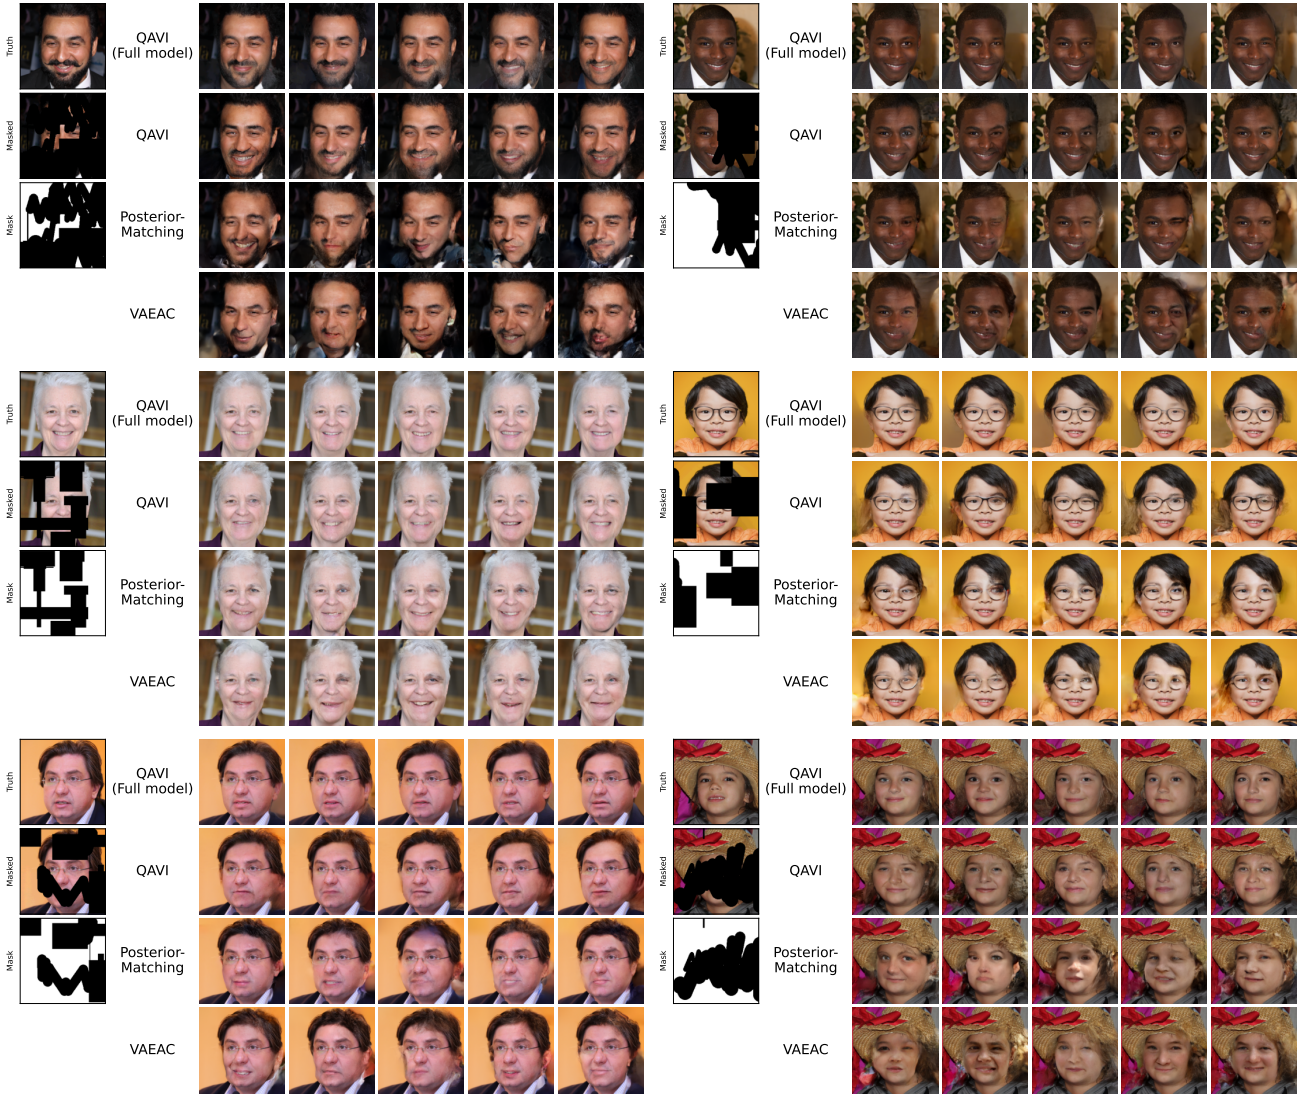 Truth
QAVI
(Full model)
Masked
QAVI
Mask
Posterior-
Matching
VAEAC
Truth
QAVI
(Full model)
Masked
QAVI
Mask
Posterior-
Matching
VAEAC
Truth
QAVI
(Full model)
Masked
QAVI
Mask
Posterior-
Matching
VAEAC
Truth
QAVI
(Full model)
Masked
QAVI
Mask
Posterior-
Matching
VAEAC
Truth
QAVI
(Full model)
Masked
QAVI
Mask
Posterior-
Matching
VAEAC
Truth
QAVI
(Full model)
Masked
QAVI
Mask
Posterior-
Matching
VAEAC